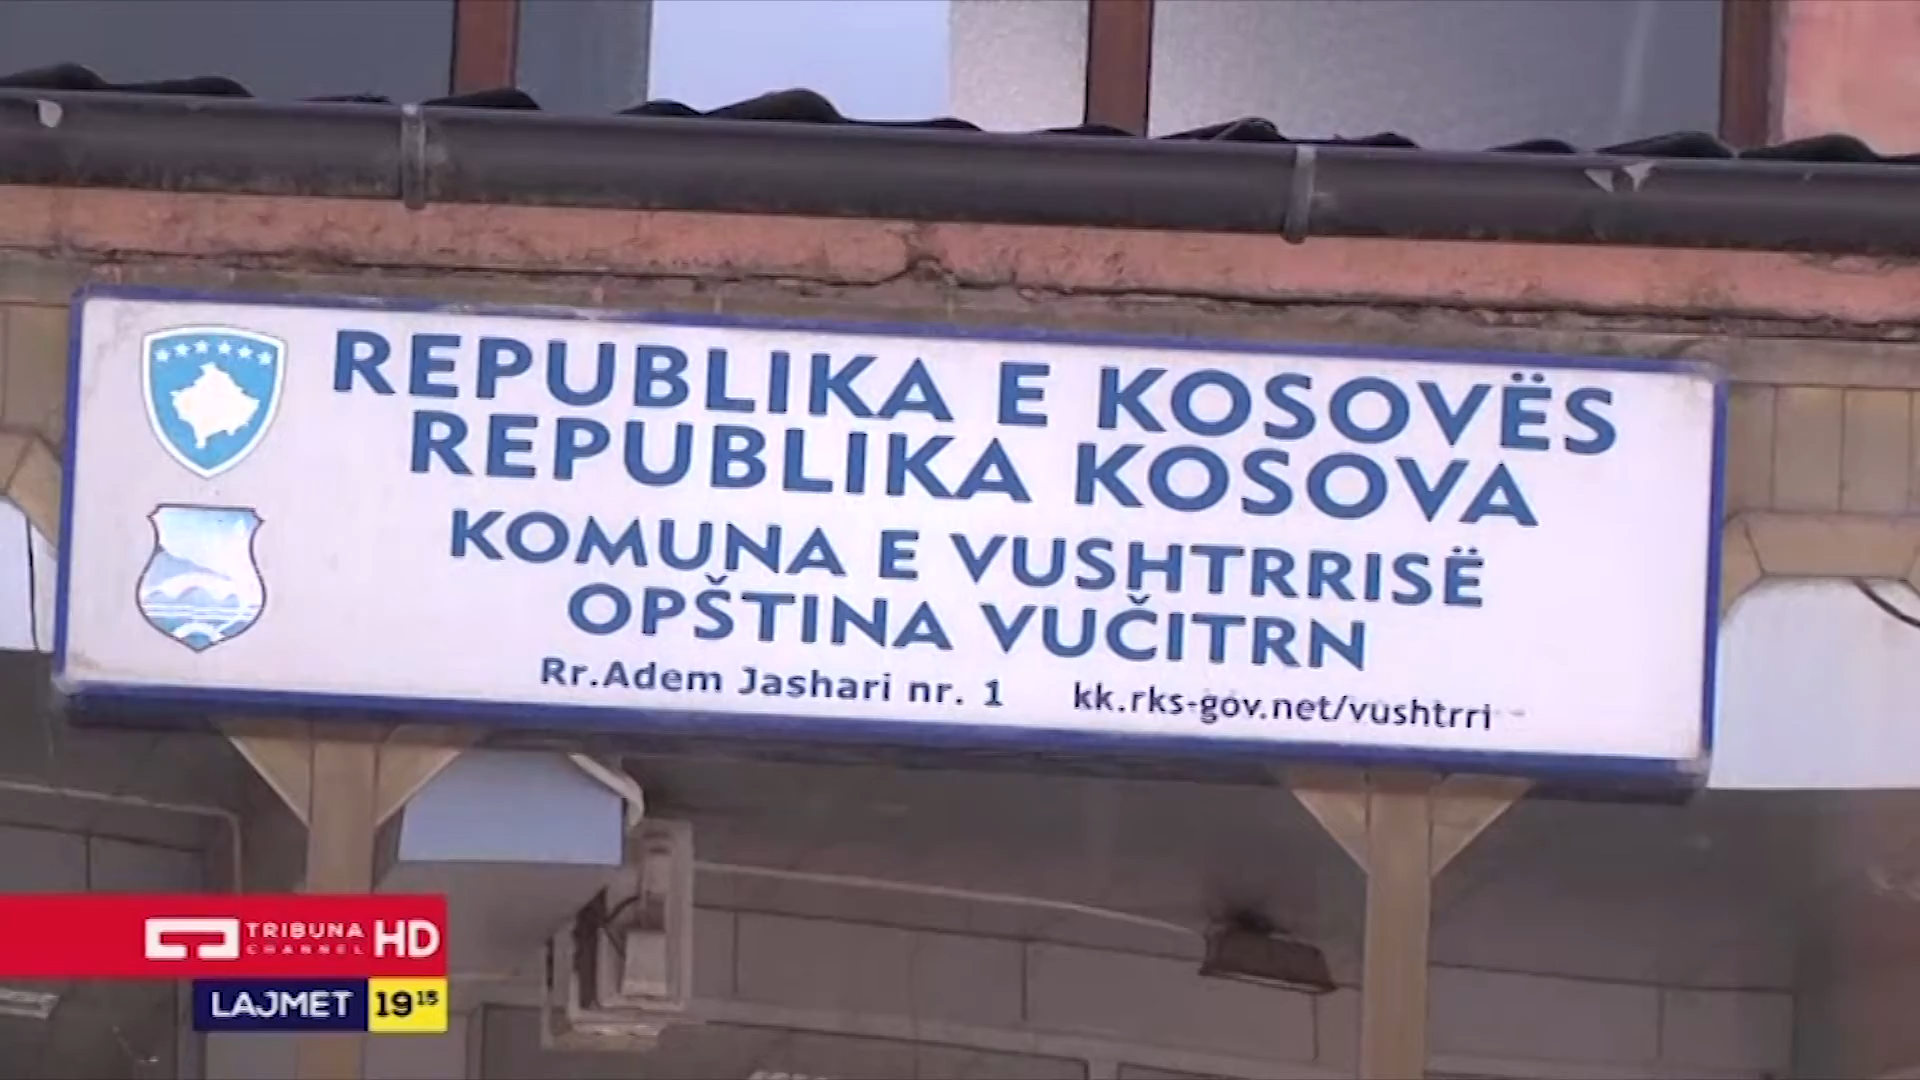 REPUBLIKA E KOSOVËS
REPUBLIKA KOSOVA
KOMUNA E VUSHTRRISË
OPŠTINA VUČITRN
Rr.Adem Jashari nr. 1 kk.rks-gov.net/vushtrri
TRIBUNA CHANNEL HD
LAJMET 19 15